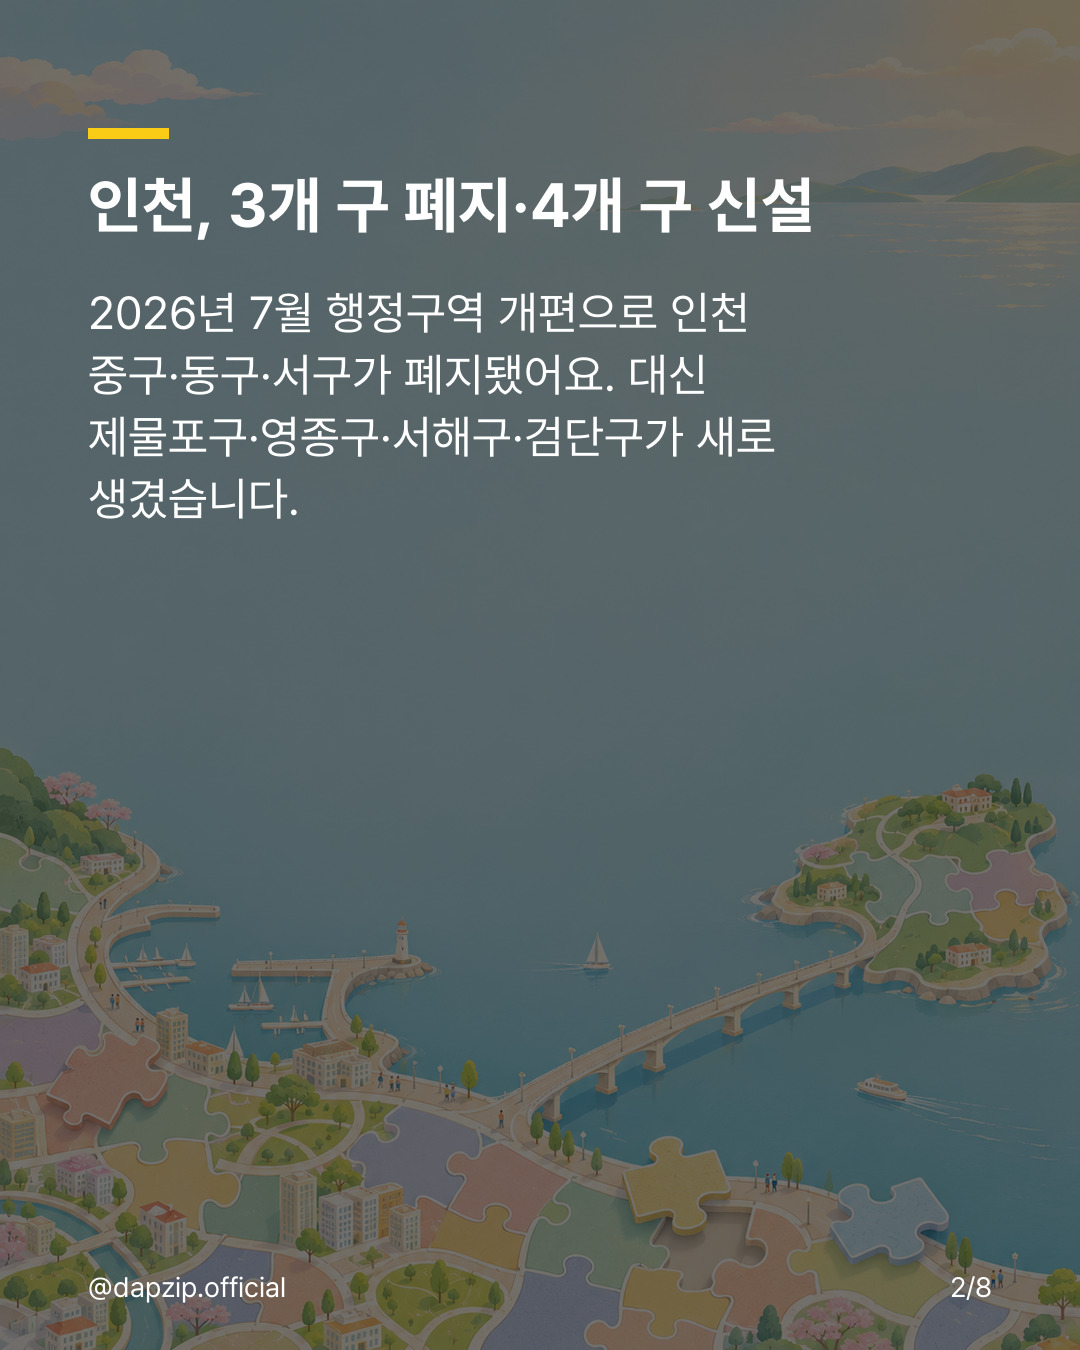 인천, 3개 구 폐지·4개 구 신설
2026년 7월 행정구역 개편으로 인천
중구·동구·서구가 폐지됐어요. 대신
제물포구·영종구·서해구·검단구가 새로
생겼습니다.
@dapzip.official
2/8